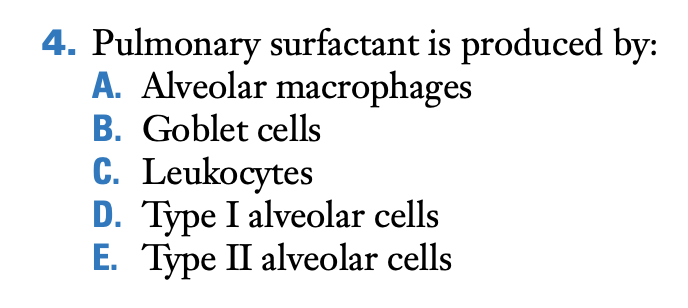 4. Pulmonary surfactant is produced by:
A. Alveolar macrophages
B. Goblet cells
C. Leukocytes
D. Type I alveolar cells
E. Type II alveolar cells